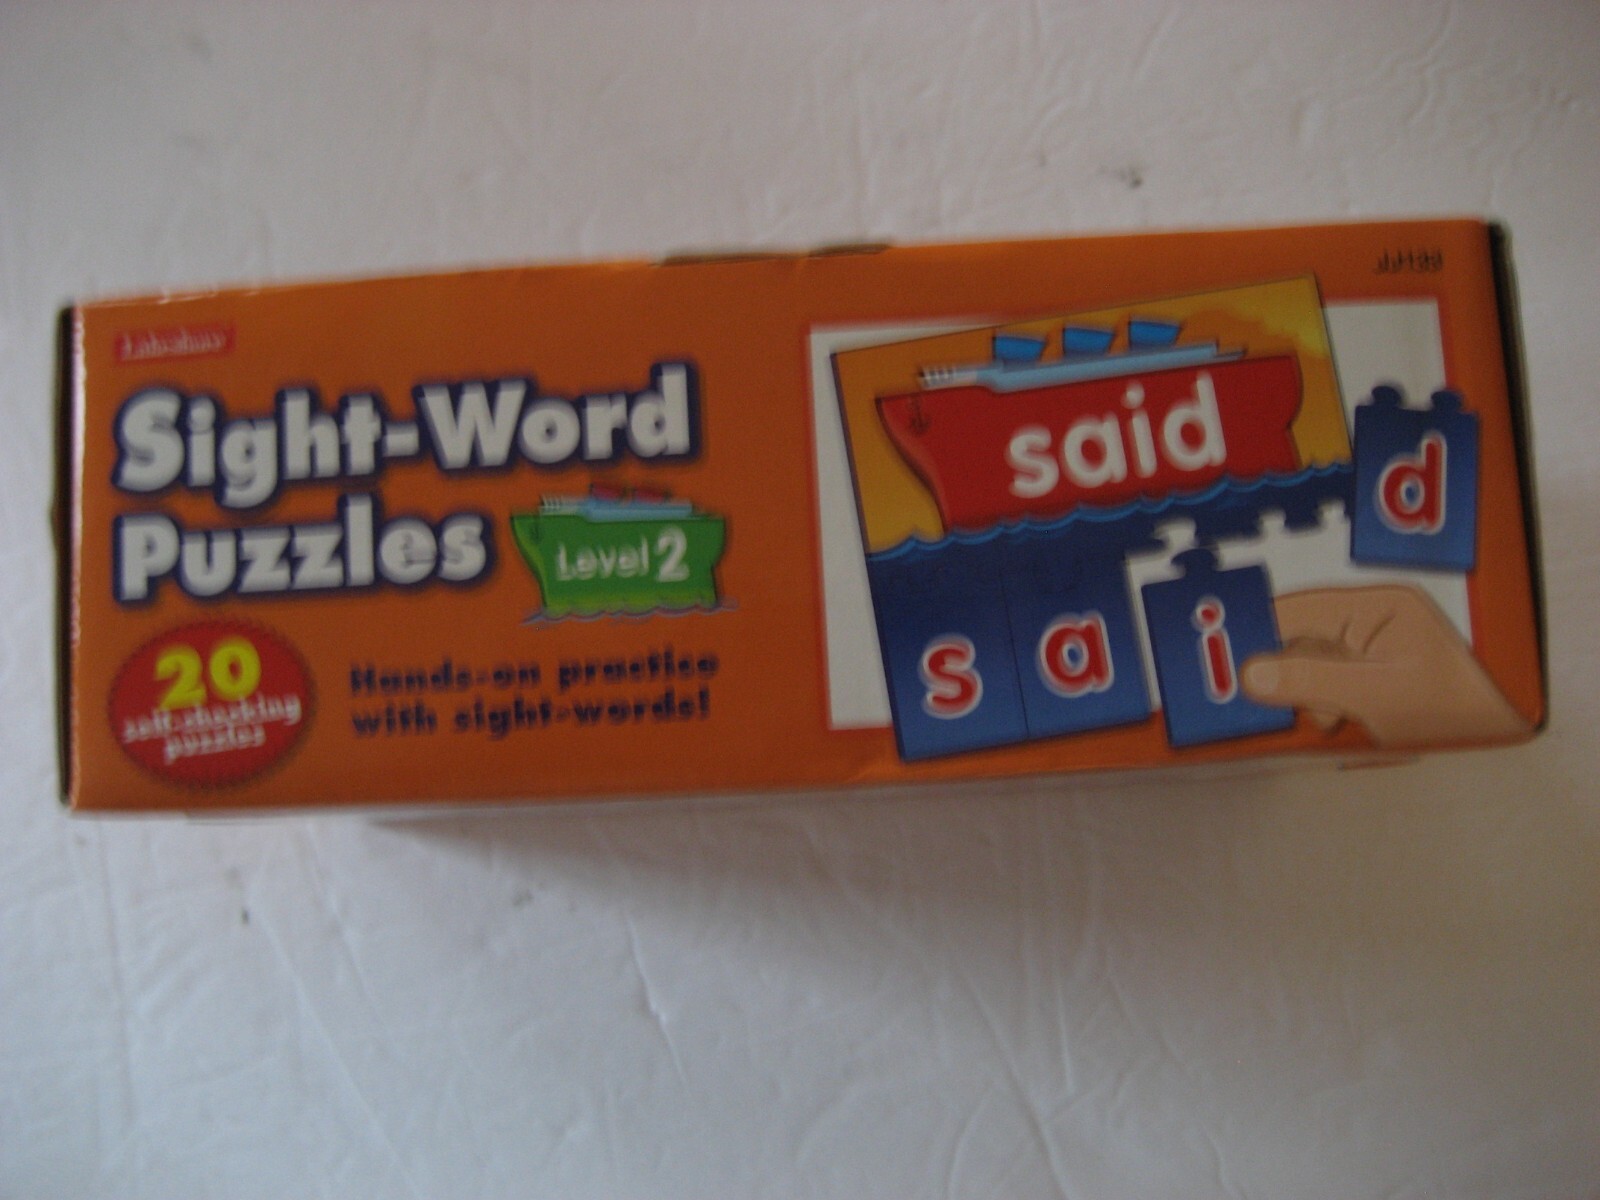 Lakeshore
Sight-Word
Puzzles
Level 2
20
self-checking
puzzles
Hands-on practice
with sight-words!
said
s a i d